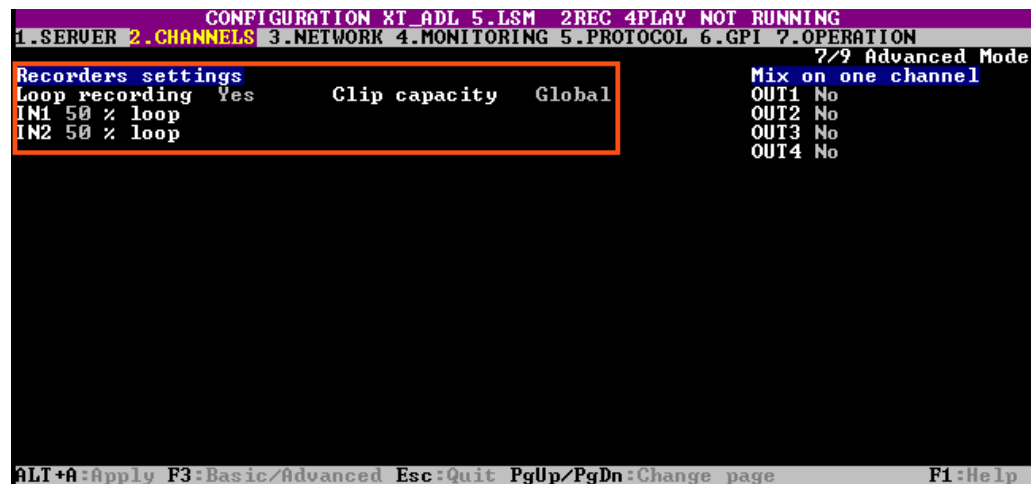 CONFIGURATION XT_ADL 5.LSM 2REC 4PLAY NOT RUNNING
1.SERVER 2.CHANNELS 3.NETWORK 4.MONITORING 5.PROTOCOL 6.GPI 7.OPERATION
7/9 Advanced Mode
Recorders settings Mix on one channel
Loop recording Yes Clip capacity Global OUT1 No
IN1 50 % loop OUT2 No
IN2 50 % loop OUT3 No
OUT4 No
ALT+A:Apply F3:Basic/Advanced Esc:Quit PgUp/PgDn:Change page F1:Help